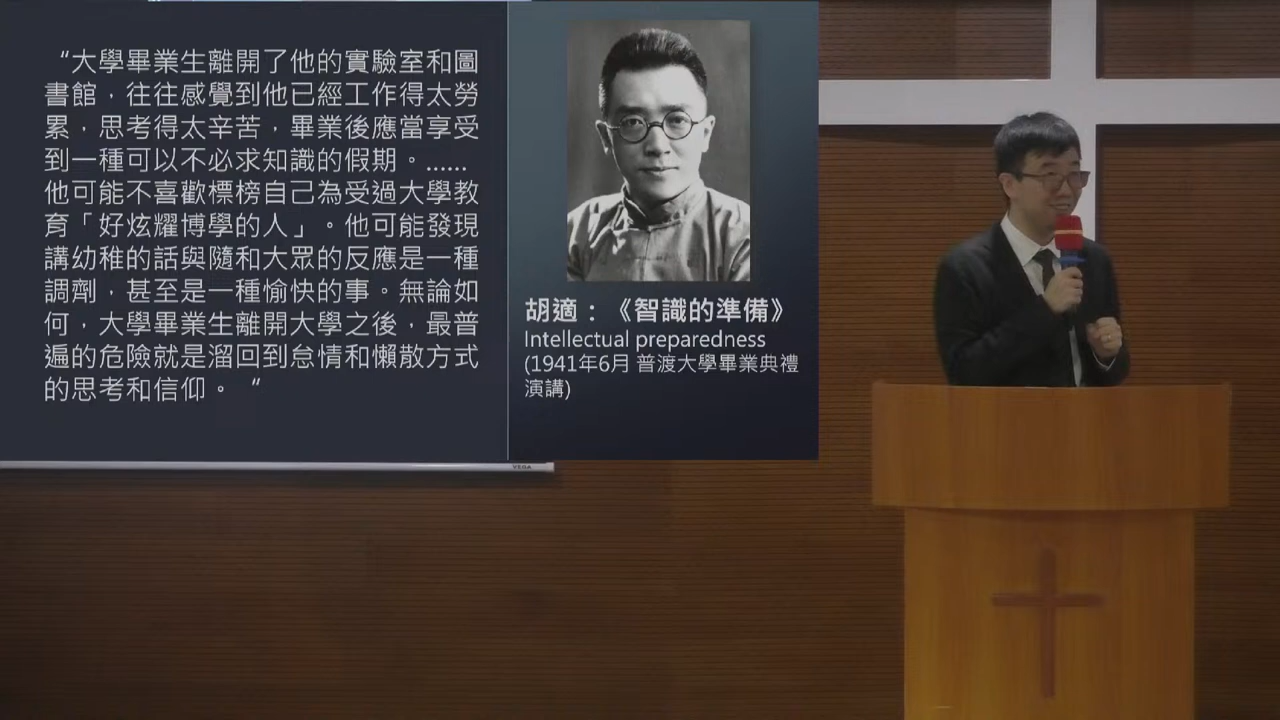 “大學畢業生離開了他的實驗室和圖
書館，往往感覺到他已經工作得太勞
累，思考得太辛苦，畢業後應當享受
到一種可以不必求知識的假期。……
他可能不喜歡標榜自己為受過大學教
育「好炫耀博學的人」。他可能發現
講幼稚的話與隨和大眾的反應是一種
調劑，甚至是一種愉快的事。無論如
何，大學畢業生離開大學之後，最普
遍的危險就是溜回到怠情和懶散方式
的思考和信仰。 “
胡適：《智識的準備》
Intellectual preparedness
(1941年6月 普渡大學畢業典禮
演講)
VEGA